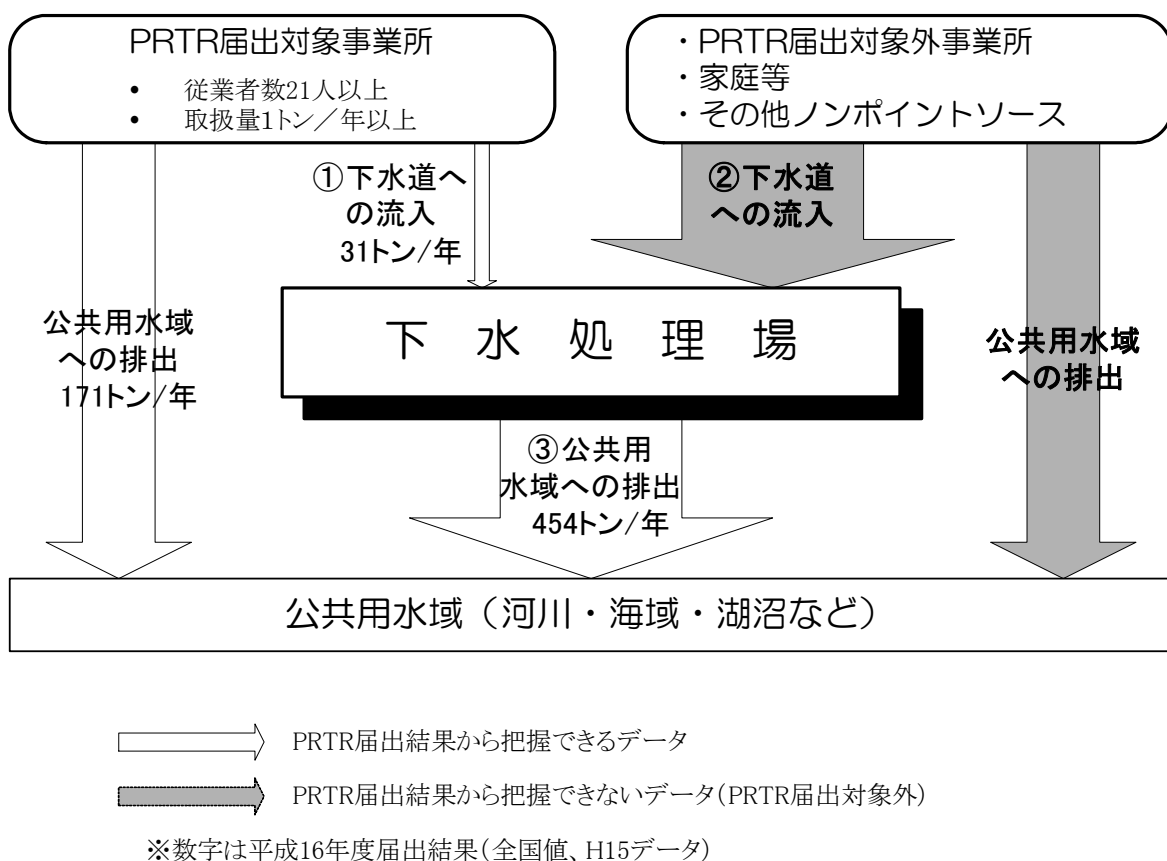 PRTR届出対象事業所
• 従業者数21人以上
• 取扱量1トン／年以上
・PRTR届出対象外事業所
・家庭等
・その他ノンポイントソース
①下水道へ
の流入
31トン/年
②下水道
への流入
公共用水域
への排出
171トン/年
下水処理場
公共用水域
への排出
③公共用
水域への排出
454トン/年
公共用水域（河川・海域・湖沼など）
PRTR届出結果から把握できるデータ
PRTR届出結果から把握できないデータ(PRTR届出対象外)
※数字は平成16年度届出結果(全国値、H15データ)